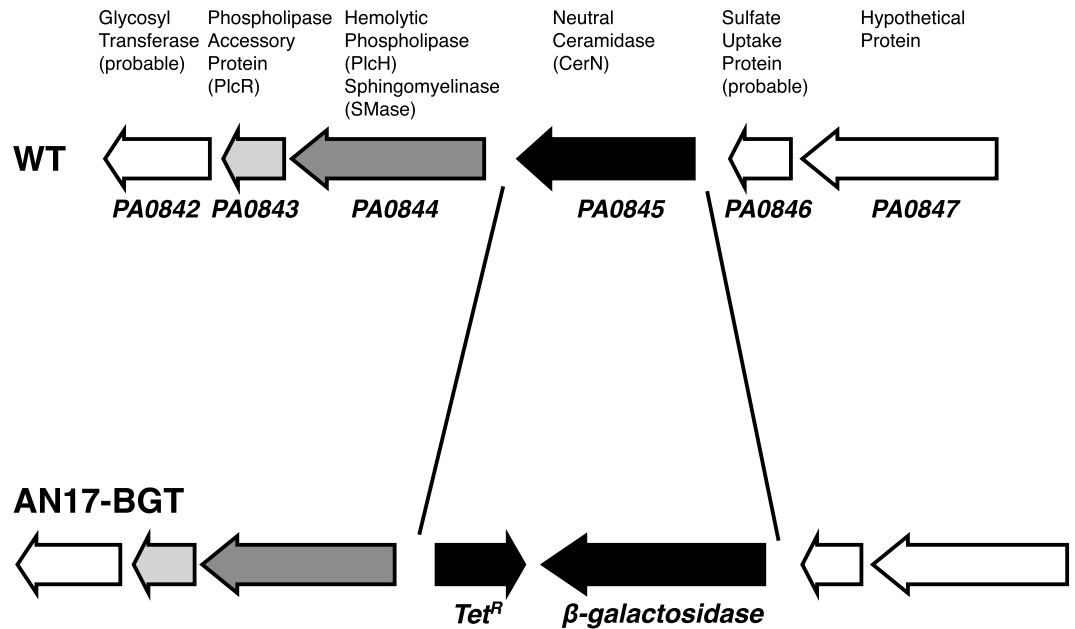 Glycosyl
Transferase
(probable)
Phospholipase
Accessory
Protein
(PlcR)
Hemolytic
Phospholipase
(PlcH)
Sphingomyelinase
(SMase)
Neutral
Ceramidase
(CerN)
Sulfate
Uptake
Protein
(probable)
Hypothetical
Protein
WT
PA0842 PA0843 PA0844 PA0845 PA0846 PA0847
AN17-BGT
Tet^R β-galactosidase